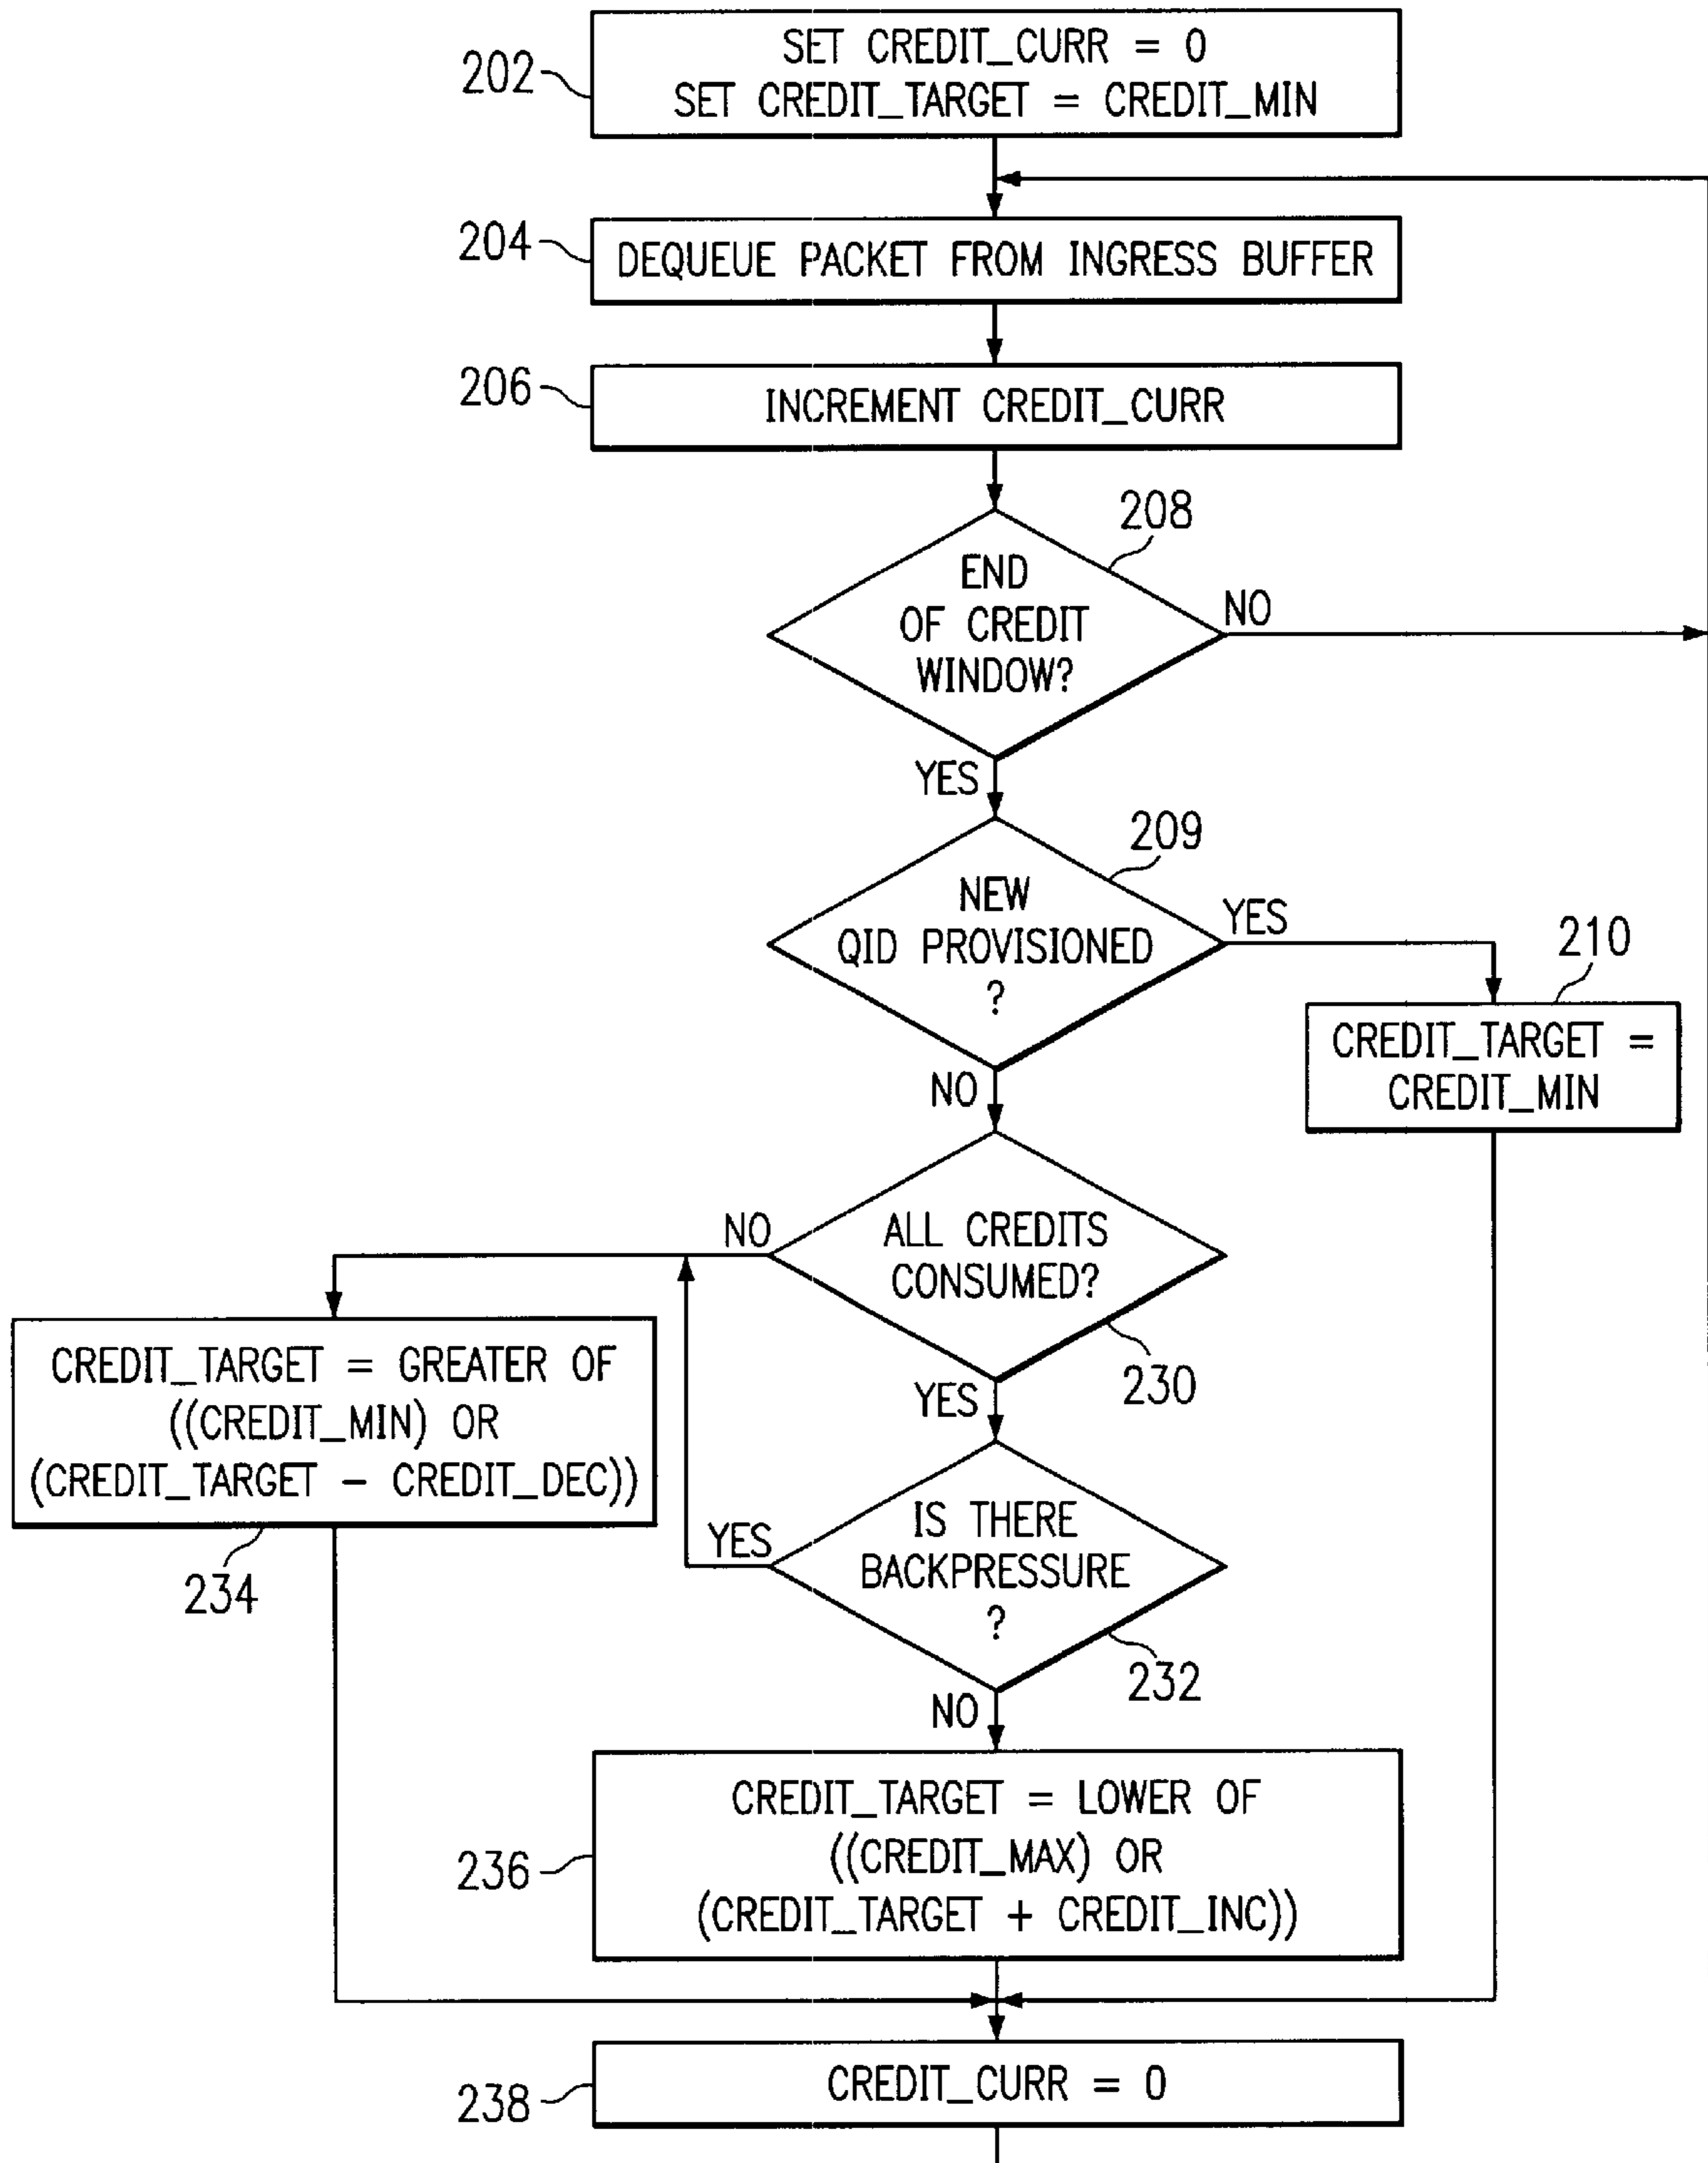 202
SET CREDIT_CURR = 0
SET CREDIT_TARGET = CREDIT_MIN
204
DEQUEUE PACKET FROM INGRESS BUFFER
206
INCREMENT CREDIT_CURR
208
END
OF CREDIT
WINDOW?
NO
YES
209
NEW
QID PROVISIONED
?
YES
210
CREDIT_TARGET =
CREDIT_MIN
NO
ALL CREDITS
CONSUMED?
NO
230
YES
CREDIT_TARGET = GREATER OF
((CREDIT_MIN) OR
(CREDIT_TARGET - CREDIT_DEC))
234
IS THERE
BACKPRESSURE
?
YES
232
NO
236
CREDIT_TARGET = LOWER OF
((CREDIT_MAX) OR
(CREDIT_TARGET + CREDIT_INC))
238
CREDIT_CURR = 0